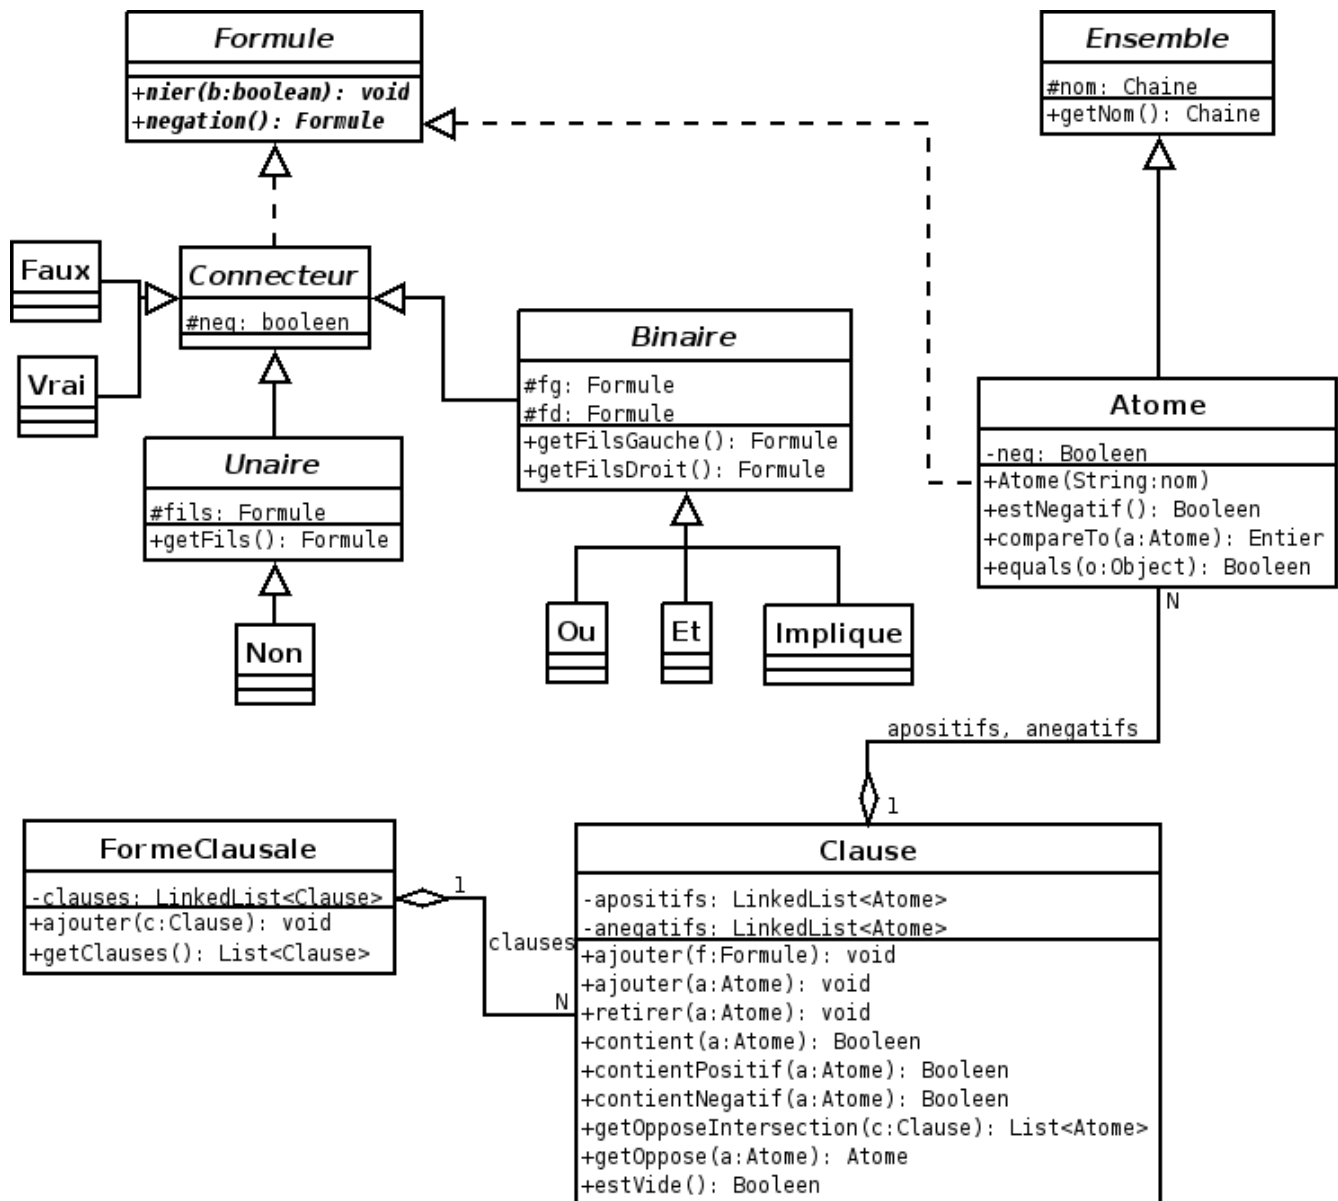 Formule
+nier(b:boolean): void
+negation(): Formule
Ensemble
#nom: Chaine
+getNom(): Chaine
Faux
Vrai
Connecteur
#neg: booleen
Binaire
#fg: Formule
#fd: Formule
+getFilsGauche(): Formule
+getFilsDroit(): Formule
Atome
-neg: Booleen
+Atome(String:nom)
+estNegatif(): Booleen
+compareTo(a:Atome): Entier
+equals(o:Object): Booleen
Unaire
#fils: Formule
+getFils(): Formule
Non
Ou
Et
Implique
N
apositifs, anegatifs
1
FormeClausale
-clauses: LinkedList<Clause>
+ajouter(c:Clause): void
+getClauses(): List<Clause>
1
clauses
N
Clause
-apositifs: LinkedList<Atome>
-anegatifs: LinkedList<Atome>
+ajouter(f:Formule): void
+ajouter(a:Atome): void
+retirer(a:Atome): void
+contient(a:Atome): Booleen
+contientPositif(a:Atome): Booleen
+contientNegatif(a:Atome): Booleen
+getOpposeIntersection(c:Clause): List<Atome>
+getOppose(a:Atome): Atome
+estVide(): Booleen